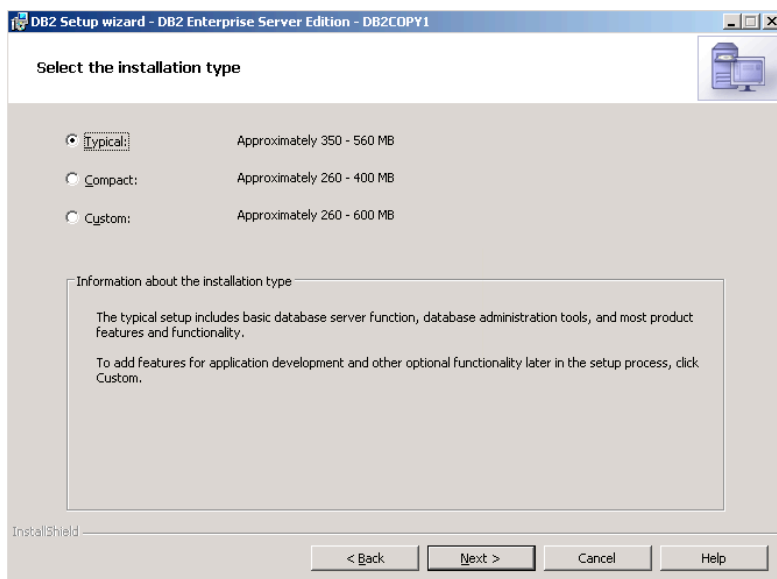 DB2 Setup wizard - DB2 Enterprise Server Edition - DB2COPY1
Select the installation type
Typical: Approximately 350 - 560 MB
Compact: Approximately 260 - 400 MB
Custom: Approximately 260 - 600 MB
Information about the installation type
The typical setup includes basic database server function, database administration tools, and most product
features and functionality.
To add features for application development and other optional functionality later in the setup process, click
Custom.
InstallShield
< Back Next > Cancel Help